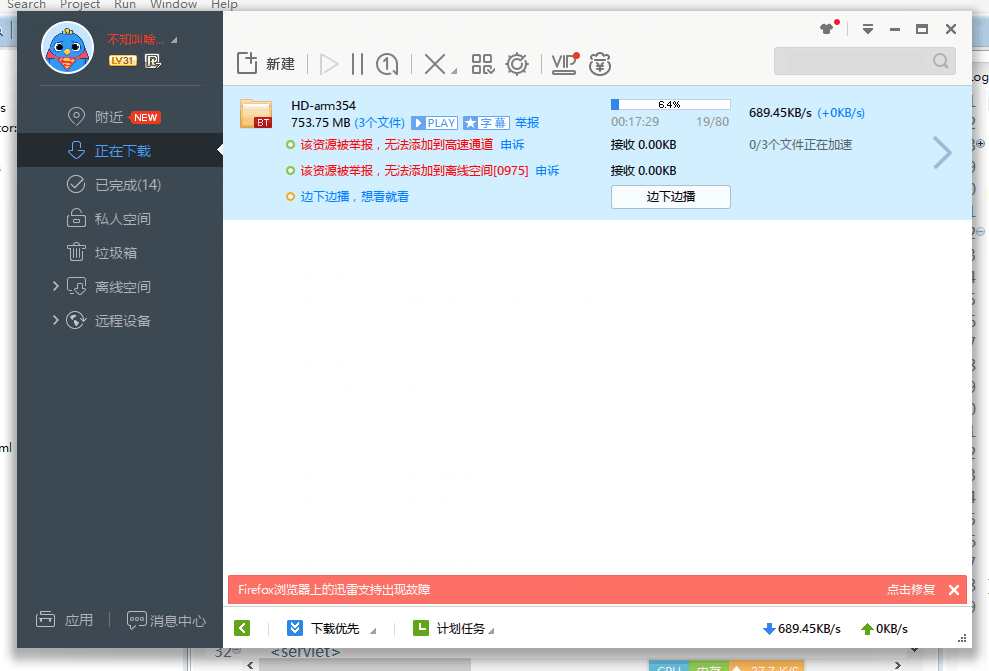 Search Project Run Window Help
不知叫啥...
LV31
新建
VIP
附近 NEW
正在下载
已完成(14)
私人空间
垃圾箱
离线空间
远程设备
应用
消息中心
BT
HD-arm354
753.75 MB (3个文件) PLAY 字幕 举报
6.4%
00:17:29 19/80
689.45KB/s (+0KB/s)
该资源被举报，无法添加到高速通道 申诉
接收 0.00KB
0/3个文件正在加速
该资源被举报，无法添加到离线空间[0975] 申诉
接收 0.00KB
边下边播，想看就看
边下边播
Firefox浏览器上的迅雷支持出现故障
点击修复
下载优先
计划任务
689.45KB/s
0KB/s
32
<servlet>
CPU 内存 27.7 K/S
ml